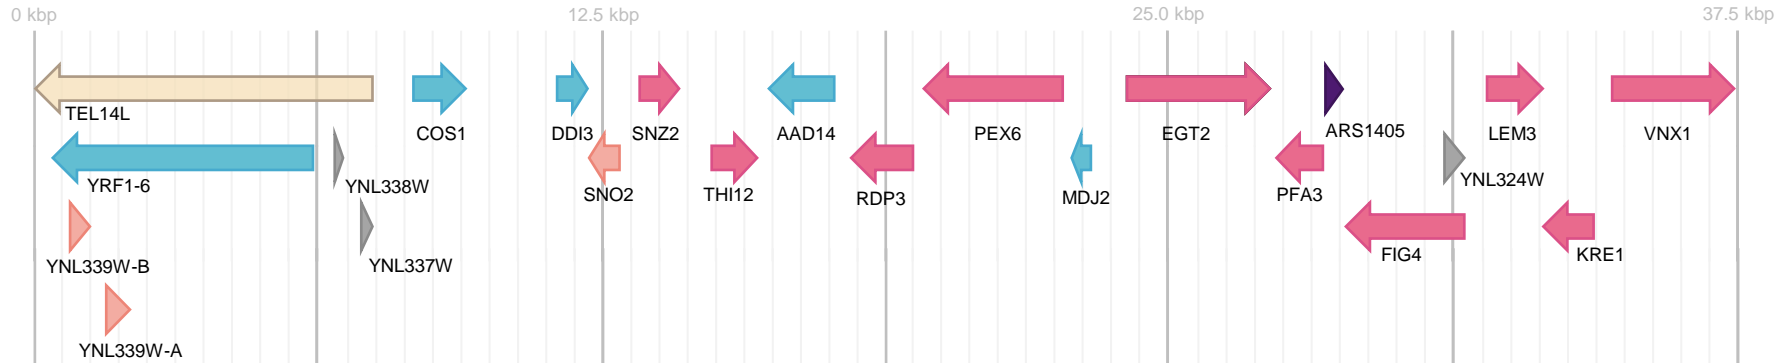 0 kbp 12.5 kbp 25.0 kbp 37.5 kbp
TEL14L
COS1 DDI3 SNZ2 AAD14 PEX6 EGT2 ARS1405 LEM3 VNX1
YRF1-6 YNL338W SNO2 THI12 RDP3 MDJ2 PFA3 YNL324W
YNL339W-B YNL337W FIG4 KRE1
YNL339W-A